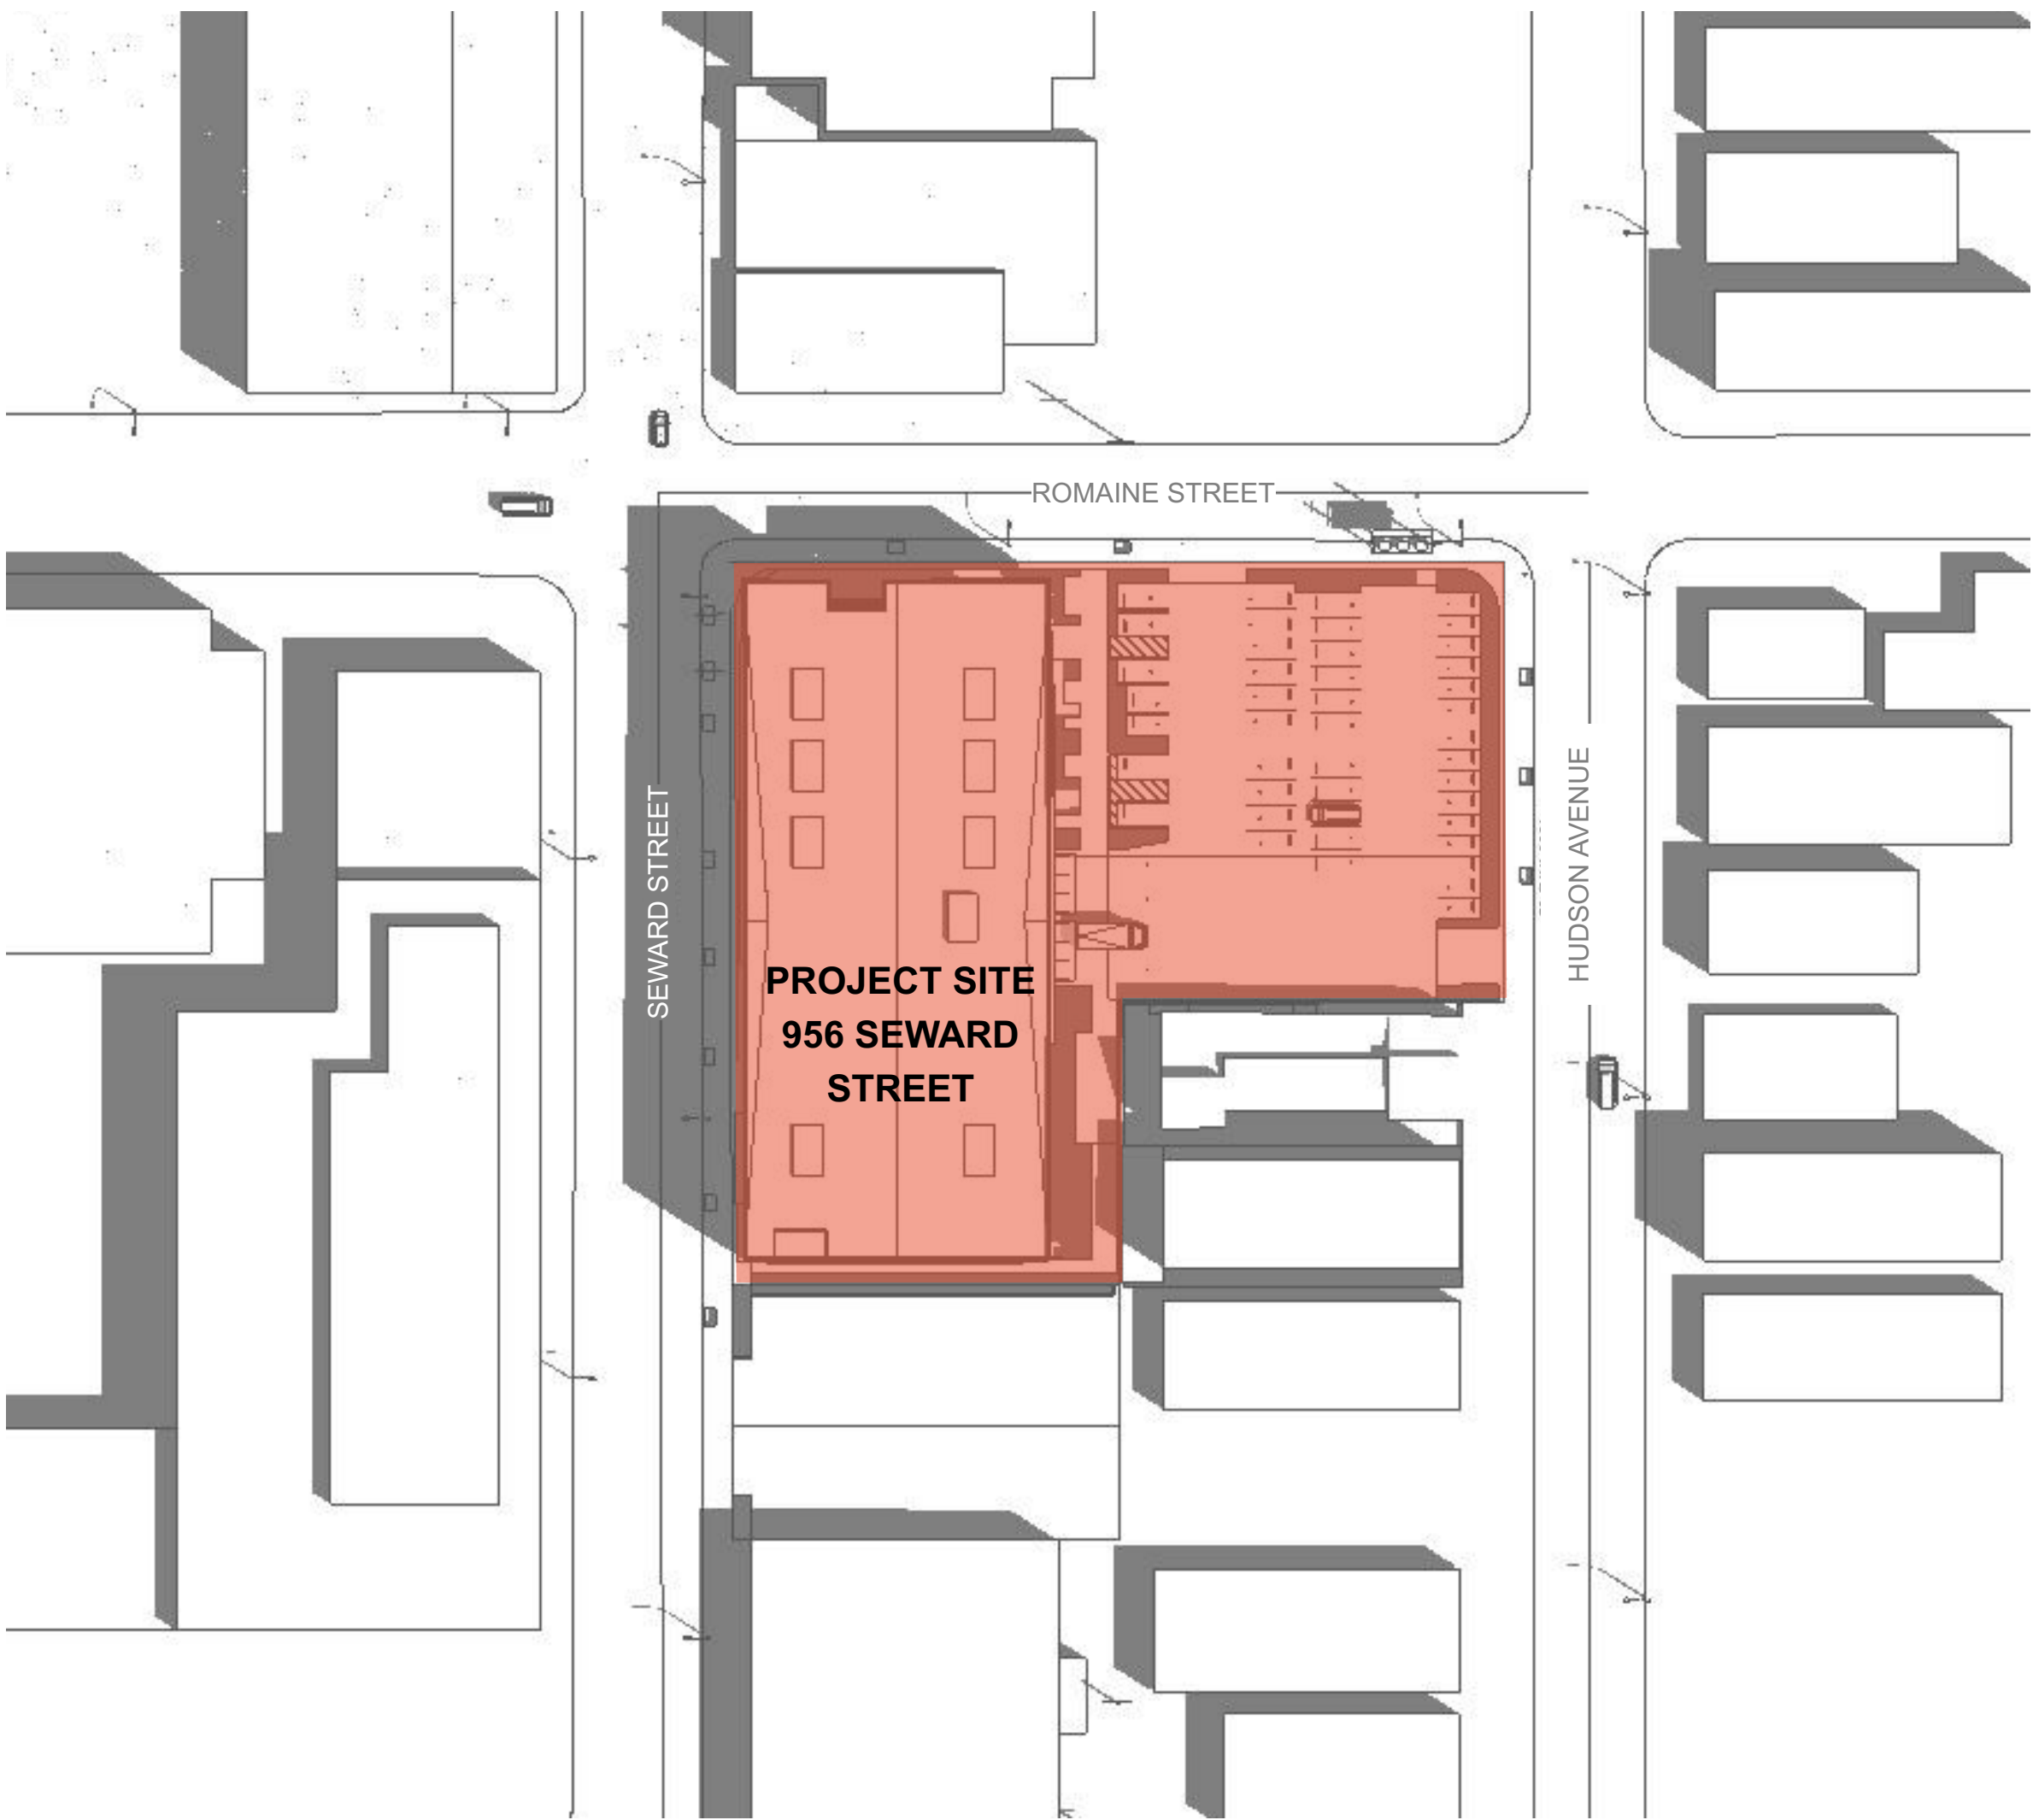 ROMAINE STREET
SEWARD STREET
HUDSON AVENUE
PROJECT SITE
956 SEWARD
STREET